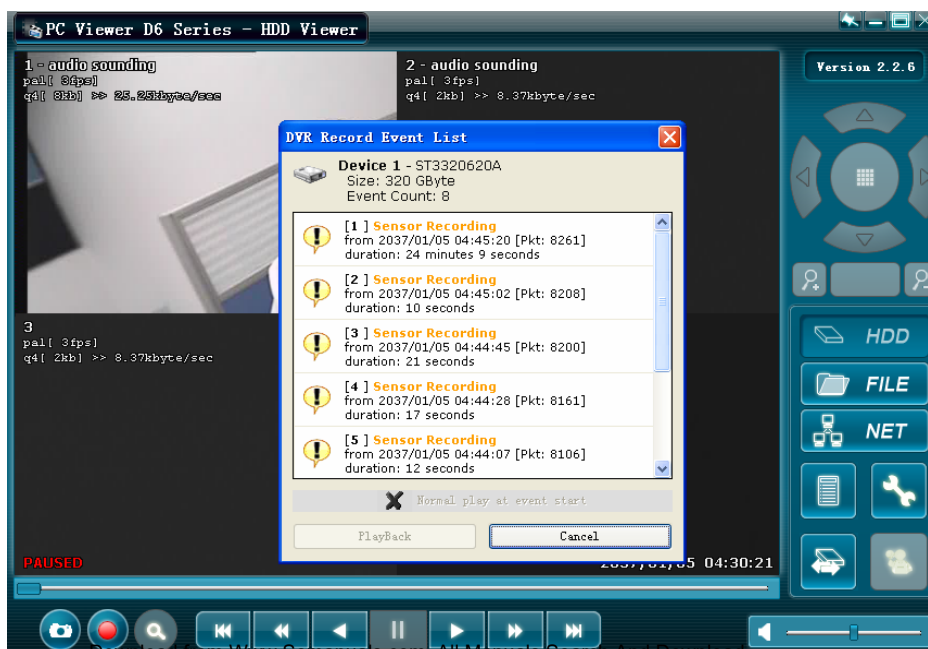 PC Viewer D6 Series - HDD Viewer
1 - audio sounding
pal[ 3fps]
q4[ 8kb] >> 25.25kbyte/sec
2 - audio sounding
pal[ 3fps]
q4[ 2kb] >> 8.37kbyte/sec
Version 2.2.6
DVR Record Event List
Device 1 - ST3320620A
Size: 320 GByte
Event Count: 8
[1 ] Sensor Recording
from 2037/01/05 04:45:20 [Pkt: 8261]
duration: 24 minutes 9 seconds
[2 ] Sensor Recording
from 2037/01/05 04:45:02 [Pkt: 8208]
duration: 10 seconds
[3 ] Sensor Recording
from 2037/01/05 04:44:45 [Pkt: 8200]
duration: 21 seconds
[4 ] Sensor Recording
from 2037/01/05 04:44:28 [Pkt: 8161]
duration: 17 seconds
[5 ] Sensor Recording
from 2037/01/05 04:44:07 [Pkt: 8106]
duration: 12 seconds
Normal play at event start
PlayBack
Cancel
3
pal[ 3fps]
q4[ 2kb] >> 8.37kbyte/sec
HDD
FILE
NET
PAUSED
2037/01/05 04:30:21